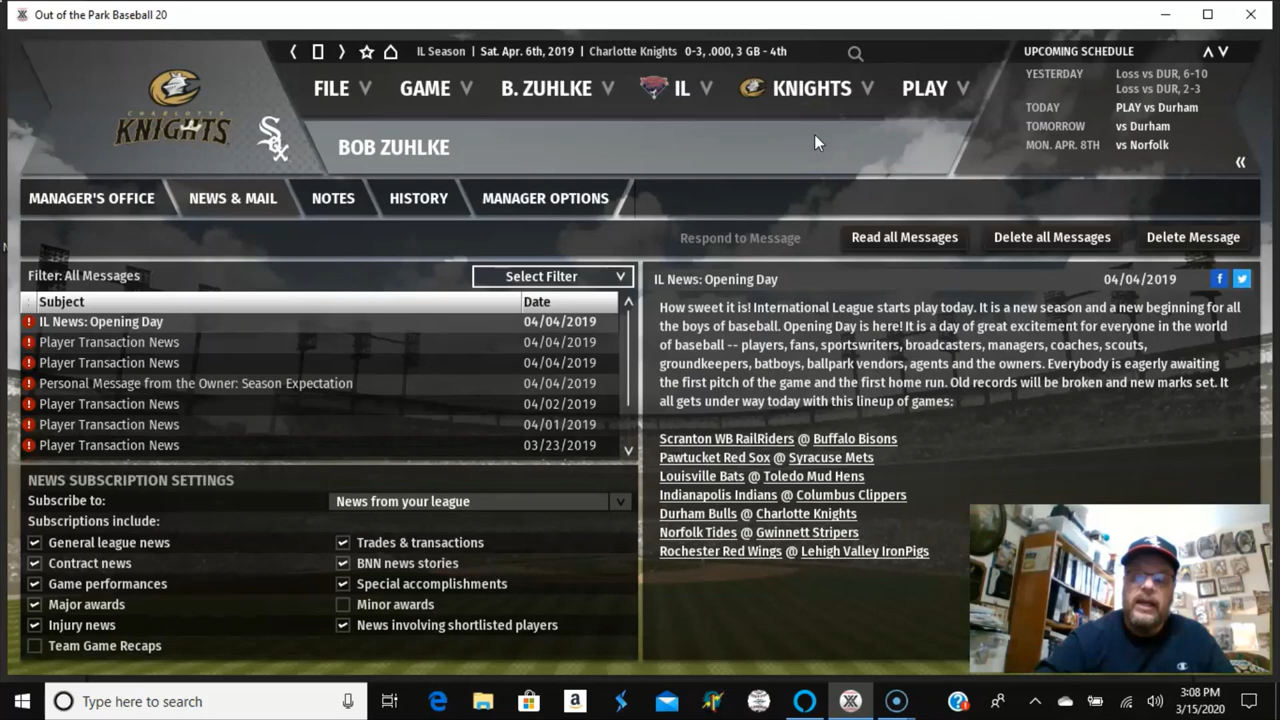 Out of the Park Baseball 20
IL Season | Sat. Apr. 6th, 2019 | Charlotte Knights 0-3, .000, 3 GB - 4th
FILE GAME B. ZUHLKE IL KNIGHTS PLAY
CHARLOTTE
KNIGHTS
Sox
BOB ZUHLKE
UPCOMING SCHEDULE
YESTERDAY Loss vs DUR, 6-10
Loss vs DUR, 2-3
TODAY PLAY vs Durham
TOMORROW vs Durham
MON. APR. 8TH vs Norfolk
MANAGER'S OFFICE NEWS & MAIL NOTES HISTORY MANAGER OPTIONS
Respond to Message Read all Messages Delete all Messages Delete Message
Filter: All Messages Select Filter
Subject Date
IL News: Opening Day 04/04/2019
Player Transaction News 04/04/2019
Player Transaction News 04/04/2019
Personal Message from the Owner: Season Expectation 04/04/2019
Player Transaction News 04/02/2019
Player Transaction News 04/01/2019
Player Transaction News 03/23/2019
NEWS SUBSCRIPTION SETTINGS
Subscribe to: News from your league
Subscriptions include:
General league news Trades & transactions
Contract news BNN news stories
Game performances Special accomplishments
Major awards Minor awards
Injury news News involving shortlisted players
Team Game Recaps
IL News: Opening Day 04/04/2019
How sweet it is! International League starts play today. It is a new season and a new beginning for all
the boys of baseball. Opening Day is here! It is a day of great excitement for everyone in the world
of baseball -- players, fans, sportswriters, broadcasters, managers, coaches, scouts,
groundkeepers, batboys, ballpark vendors, agents and the owners. Everybody is eagerly awaiting
the first pitch of the game and the first home run. Old records will be broken and new marks set. It
all gets under way today with this lineup of games:
Scranton WB RailRiders @ Buffalo Bisons
Pawtucket Red Sox @ Syracuse Mets
Louisville Bats @ Toledo Mud Hens
Indianapolis Indians @ Columbus Clippers
Durham Bulls @ Charlotte Knights
Norfolk Tides @ Gwinnett Stripers
Rochester Red Wings @ Lehigh Valley IronPigs
Type here to search
3:08 PM
3/15/2020